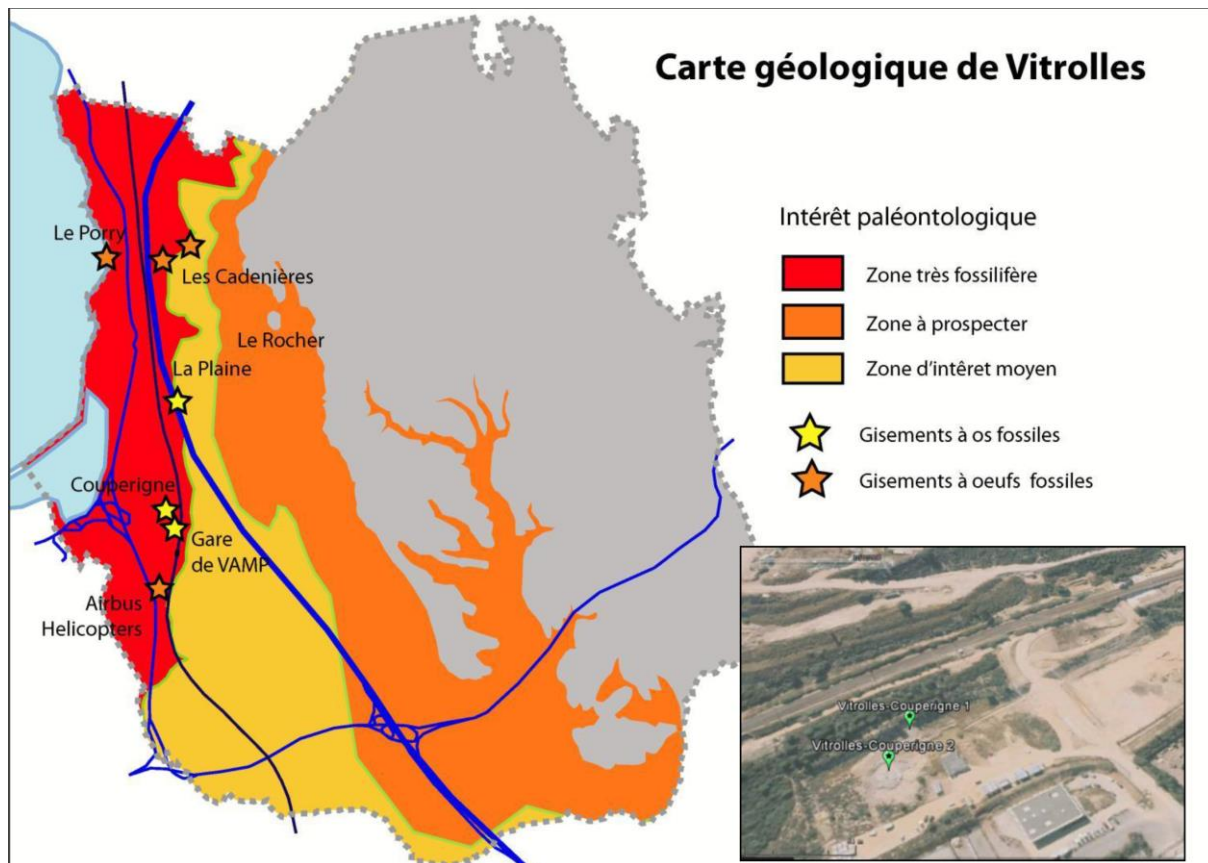 Carte géologique de Vitrolles
Intérêt paléontologique
Zone très fossilifère
Zone à prospecter
Zone d'intêret moyen
Gisements à os fossiles
Gisements à oeufs fossiles
Le Porry
Les Cadenières
Le Rocher
La Plaine
Couperigne
Gare
de VAMP
Airbus
Helicopters
Vitrolles-Couperigne 1
Vitrolles-Couperigne 2